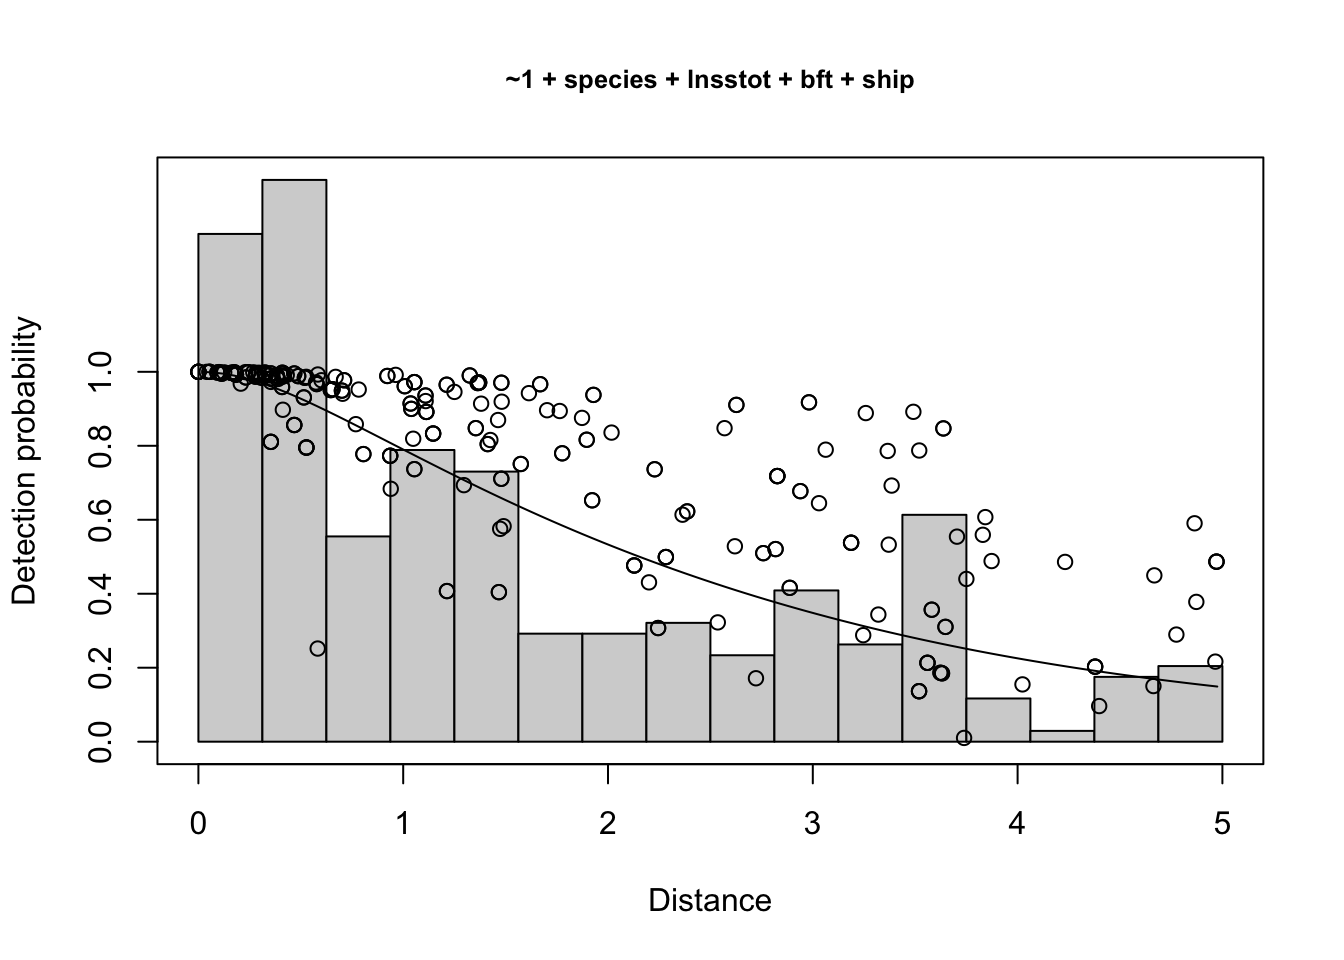 ~1 + species + lnsstot + bft + ship
Detection probability
1.0
0.8
0.6
0.4
0.2
0.0
0 1 2 3 4 5
Distance